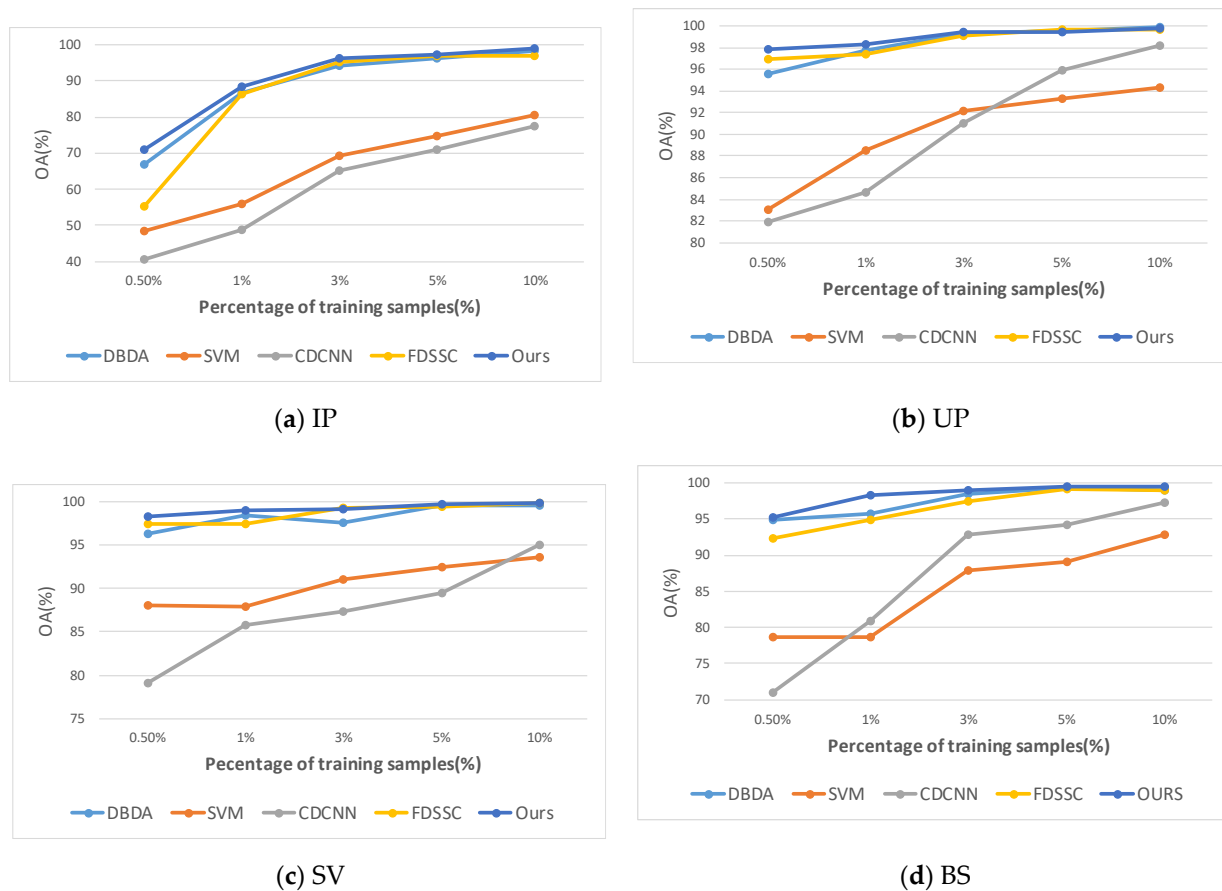 100
90
80
70
60
50
40
OA(%)
0.50% 1% 3% 5% 10%
Percentage of training samples(%)
DBDA SVM CDCNN FDSSC Ours
(a) IP
100
98
96
94
92
90
88
86
84
82
80
OA(%)
0.50% 1% 3% 5% 10%
Percentage of training samples(%)
DBDA SVM CDCNN FDSSC Ours
(b) UP
100
95
90
85
80
75
OA(%)
0.50% 1% 3% 5% 10%
Pecentage of training samples(%)
DBDA SVM CDCNN FDSSC Ours
(c) SV
100
95
90
85
80
75
70
OA(%)
0.50% 1% 3% 5% 10%
Percentage of training samples(%)
DBDA SVM CDCNN FDSSC OURS
(d) BS